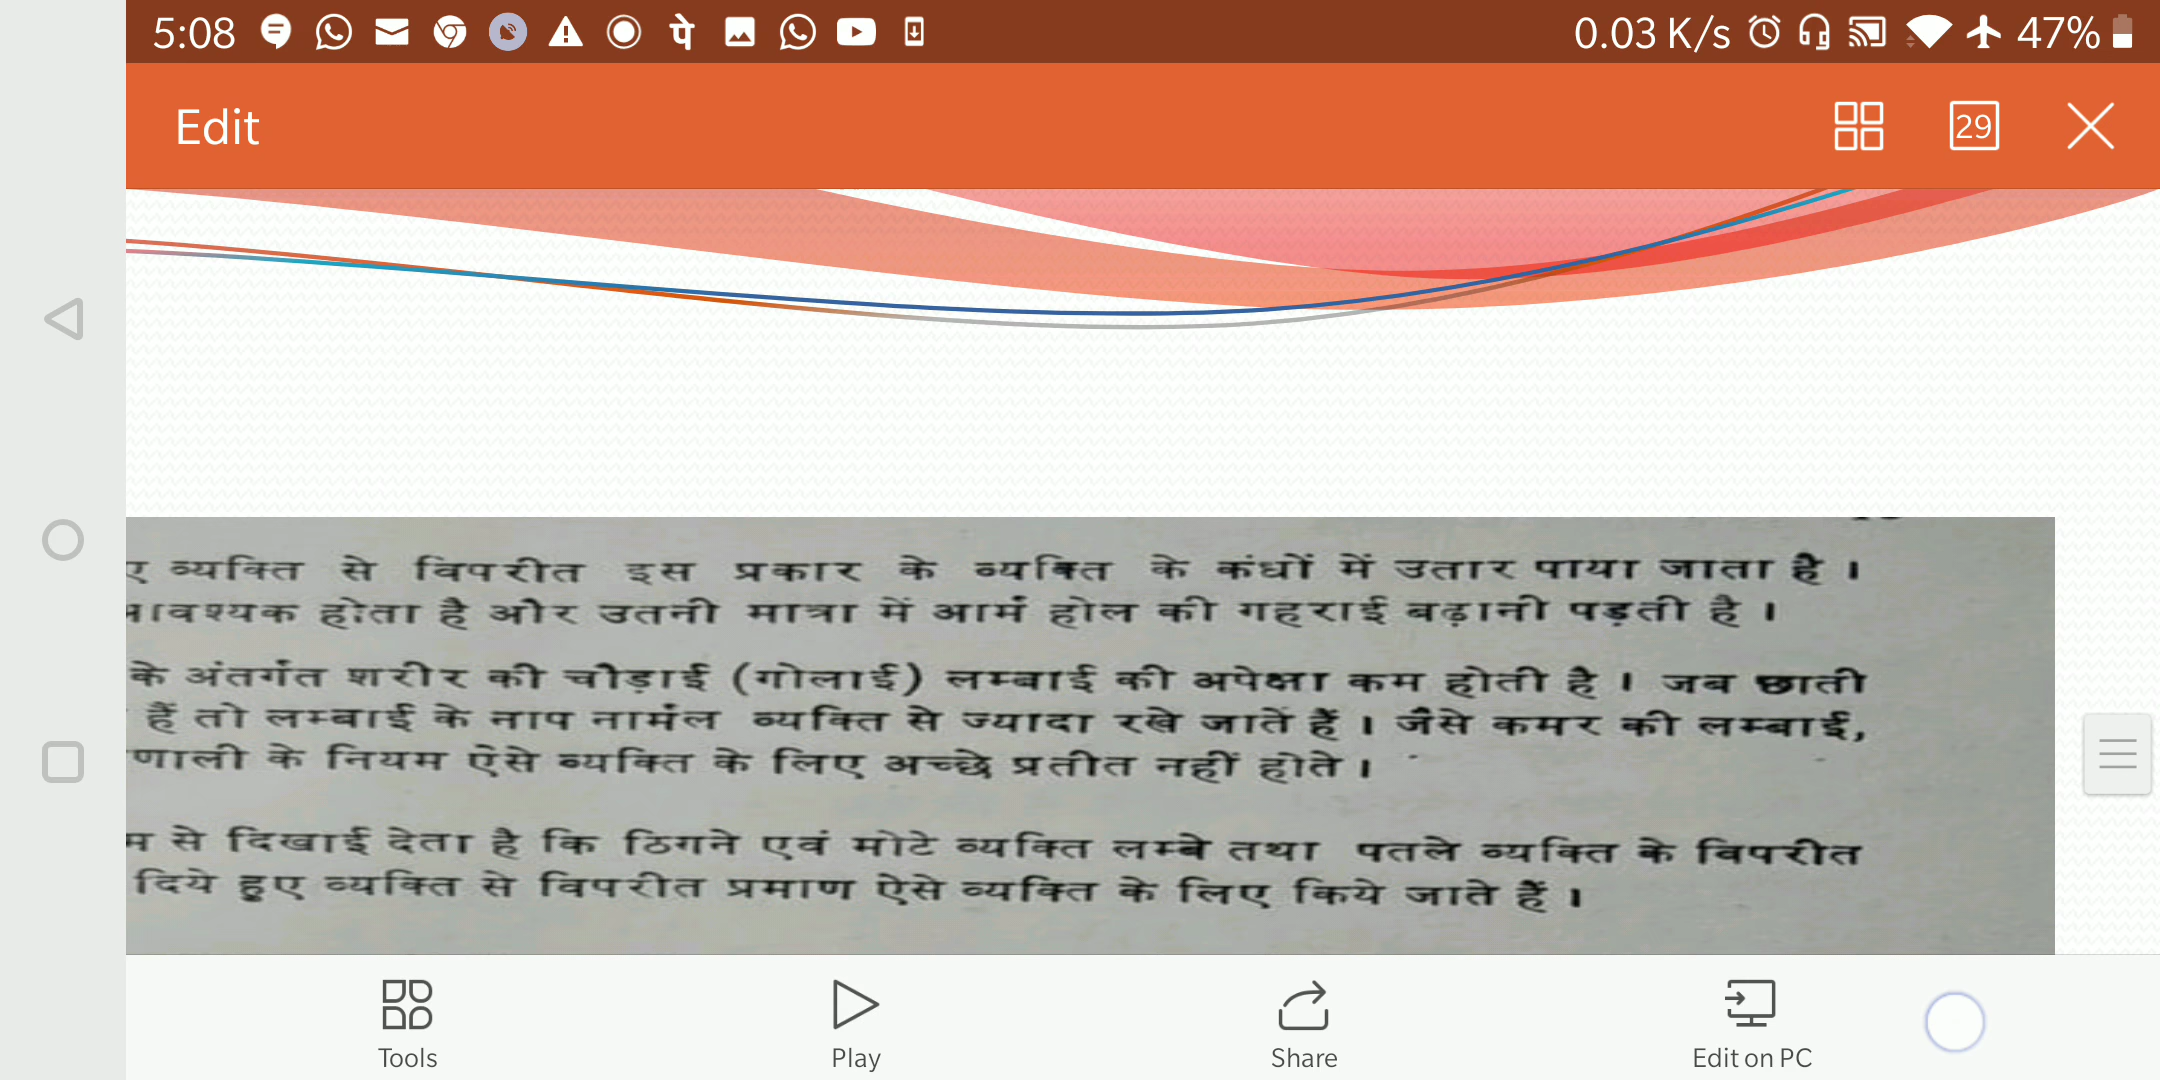 5:08 पे 0.03 K/s 47%
Edit 29
व्यक्ति से विपरीत इस प्रकार के व्यक्ति के कंधों में उतार पाया जाता है ।
होता है और उतनी मात्रा में आर्म होल की गहराई बढ़ानी पड़ती है ।
के अंतर्गत शरीर की चौड़ाई (गोलाई) लम्बाई की अपेक्षा कम होती है । जब छाती
हैं तो लम्बाई के नाप नार्मल व्यक्ति से ज्यादा रखे जाते हैं । जैसे कमर की लम्बाई,
णाली के नियम ऐसे व्यक्ति के लिए अच्छे प्रतीत नहीं होते ।
से दिखाई देता है कि ठिगने एवं मोटे व्यक्ति लम्बे तथा पतले व्यक्ति के विपरीत
दिये हुए व्यक्ति से विपरीत प्रमाण ऐसे व्यक्ति के लिए किये जाते हैं ।
Tools Play Share Edit on PC